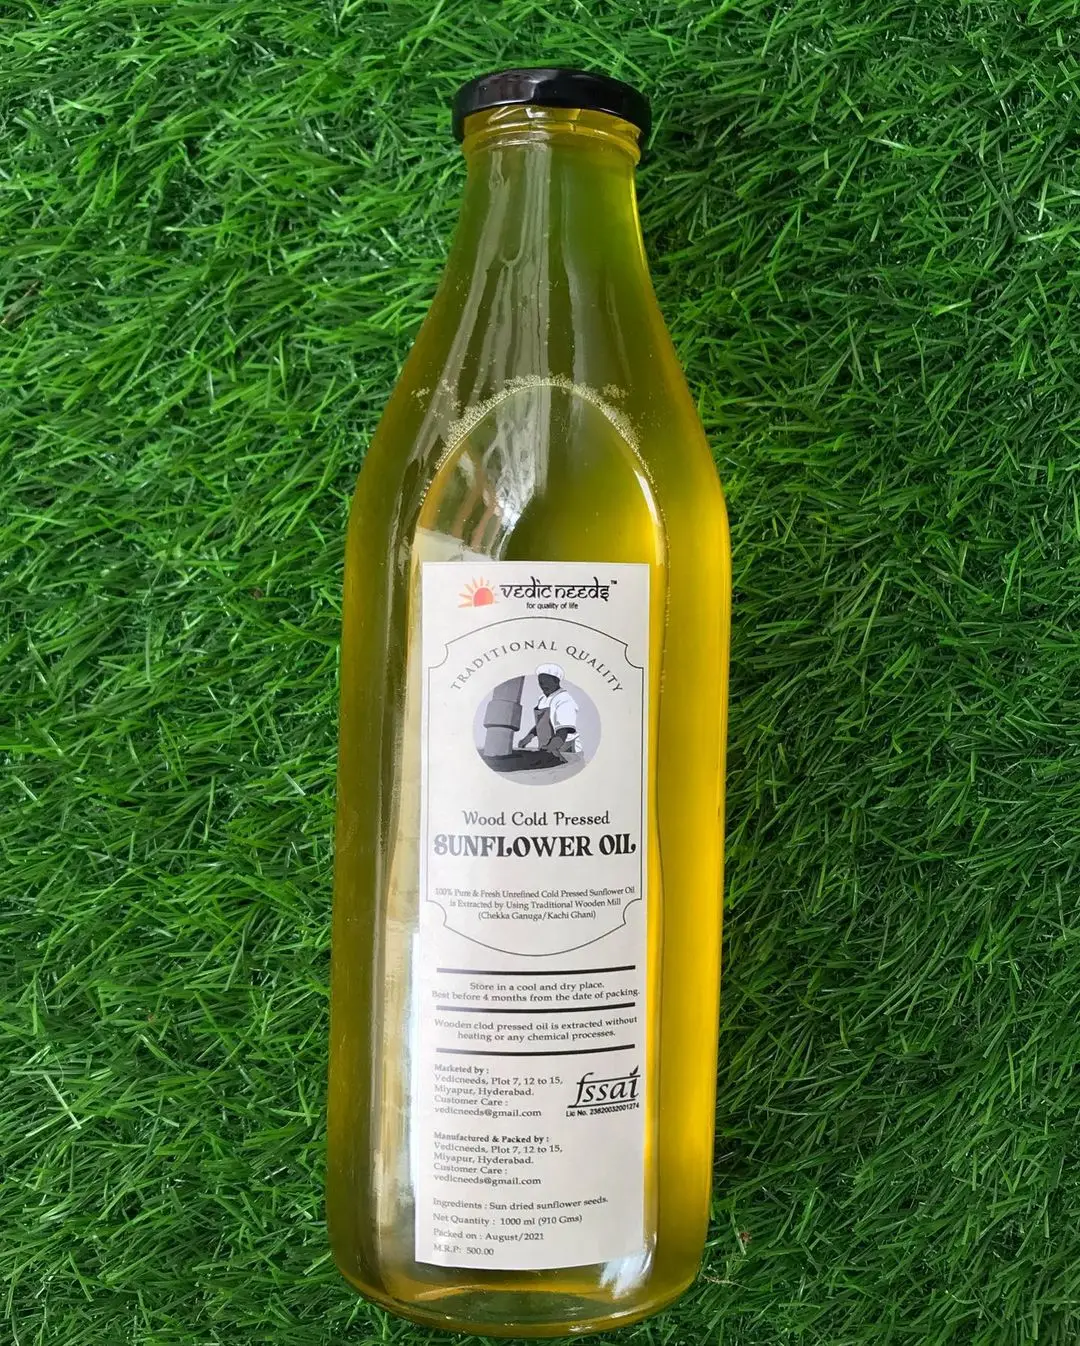 vedic needs™
for quality of life
TRADITIONAL QUALITY
Wood Cold Pressed
SUNFLOWER OIL
100% Pure & Fresh Unrefined Cold Pressed Sunflower Oil
is Extracted by Using Traditional Wooden Mill
(Chekka Ganuga/Kachi Ghani)
Store in a cool and dry place.
Best before 4 months from the date of packing.
Wooden clod pressed oil is extracted without
heating or any chemical processes.
Marketed by :
Vedicneeds, Plot 7, 12 to 15,
Miyapur, Hyderabad.
Customer Care :
vedicneeds@gmail.com
fssai
Lic No. 23620032001274
Manufactured & Packed by :
Vedicneeds, Plot 7, 12 to 15,
Miyapur, Hyderabad.
Customer Care :
vedicneeds@gmail.com
Ingredients : Sun dried sunflower seeds.
Net Quantity : 1000 ml (910 Gms)
Packed on : August/2021
M.R.P: 500.00